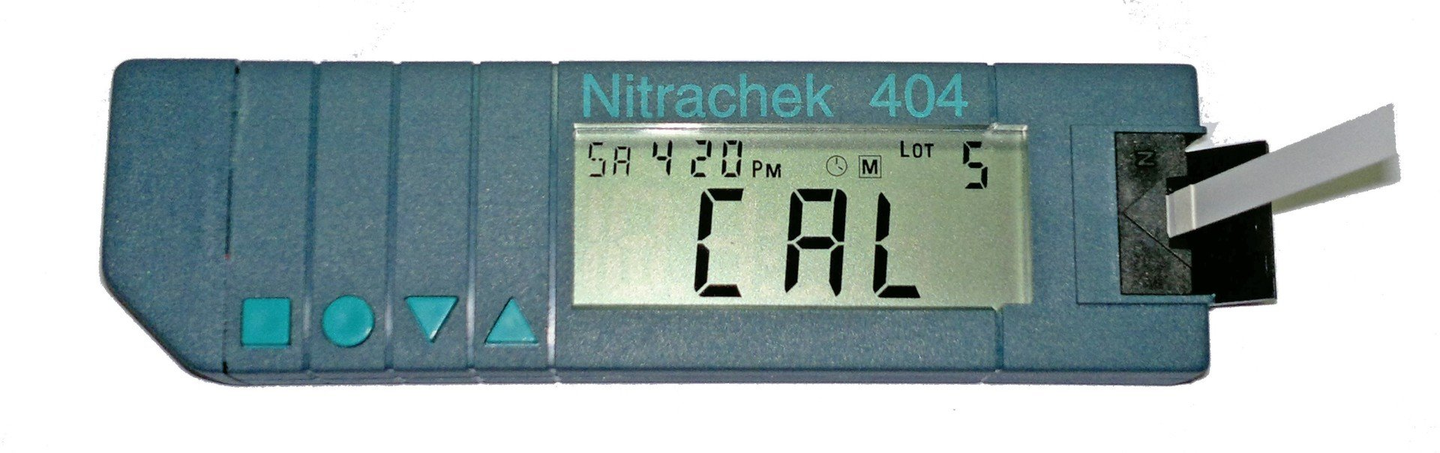 Nitrachek 404
SA 4 20 PM M LOT 5
CAL
N